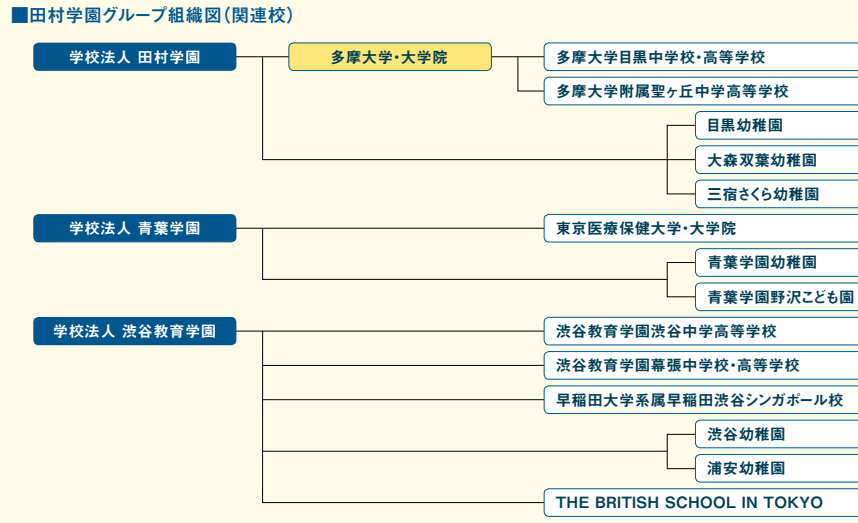 ■田村学園グループ組織図(関連校)
学校法人 田村学園
多摩大学・大学院
多摩大学目黒中学校・高等学校
多摩大学附属聖ヶ丘中学高等学校
目黒幼稚園
大森双葉幼稚園
三宿さくら幼稚園
学校法人 青葉学園
東京医療保健大学・大学院
青葉学園幼稚園
青葉学園野沢こども園
学校法人 渋谷教育学園
渋谷教育学園渋谷中学高等学校
渋谷教育学園幕張中学校・高等学校
早稲田大学系属早稲田渋谷シンガポール校
渋谷幼稚園
浦安幼稚園
THE BRITISH SCHOOL IN TOKYO